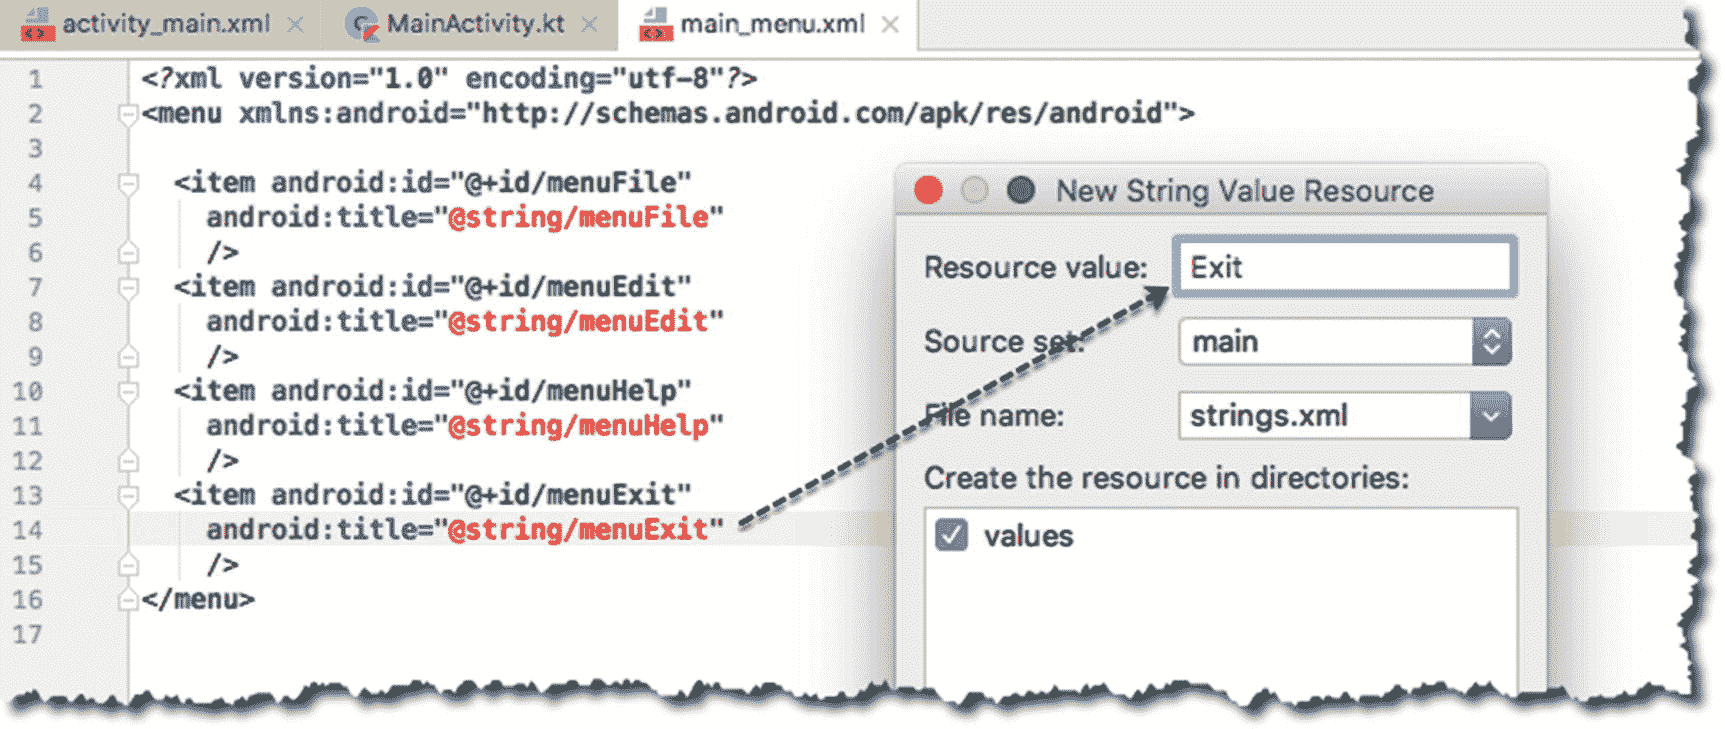 activity_main.xml MainActivity.kt main_menu.xml
1 <?xml version="1.0" encoding="utf-8"?>
2 <menu xmlns:android="http://schemas.android.com/apk/res/android">
3
4 <item android:id="@+id/menuFile"
5 android:title="@string/menuFile"
6 />
7 <item android:id="@+id/menuEdit"
8 android:title="@string/menuEdit"
9 />
10 <item android:id="@+id/menuHelp"
11 android:title="@string/menuHelp"
12 />
13 <item android:id="@+id/menuExit"
14 android:title="@string/menuExit"
15 />
16 </menu>
17
New String Value Resource
Resource value: Exit
Source set: main
File name: strings.xml
Create the resource in directories:
values